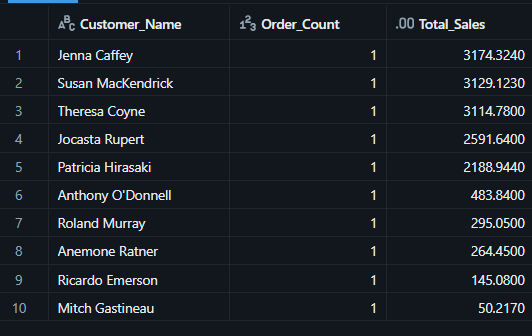 ABC Customer_Name 123 Order_Count .00 Total_Sales
1 Jenna Caffey 1 3174.3240
2 Susan MacKendrick 1 3129.1230
3 Theresa Coyne 1 3114.7800
4 Jocasta Rupert 1 2591.6400
5 Patricia Hirasaki 1 2188.9440
6 Anthony O'Donnell 1 483.8400
7 Roland Murray 1 295.0500
8 Anemone Ratner 1 264.4500
9 Ricardo Emerson 1 145.0800
10 Mitch Gastineau 1 50.2170